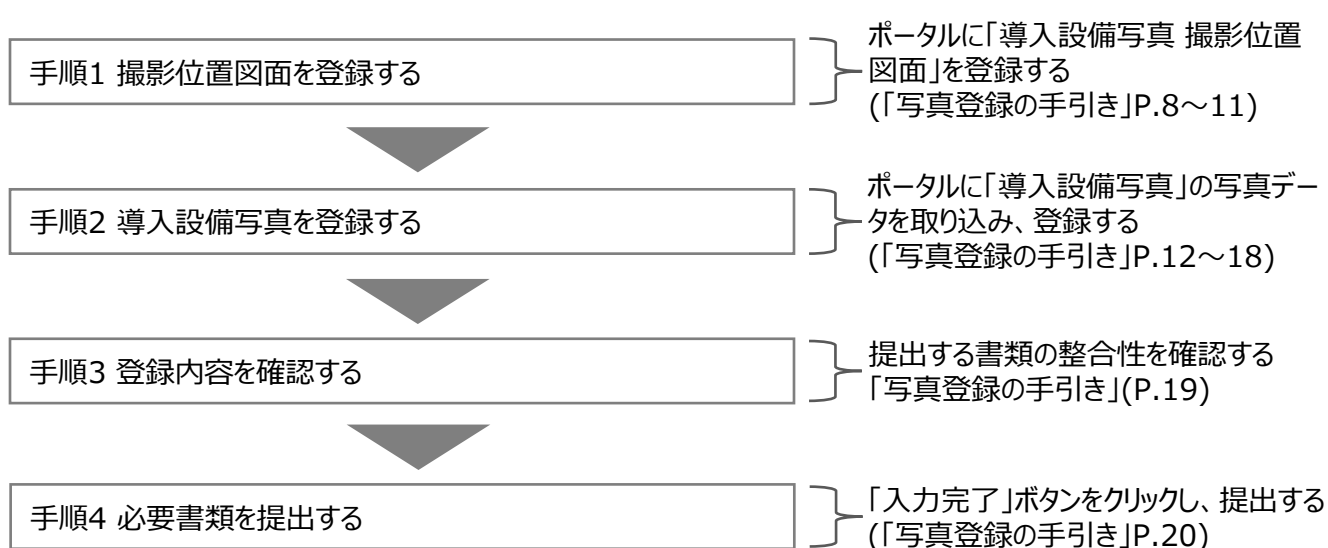 手順1 撮影位置図面を登録する
ポータルに「導入設備写真 撮影位置
図面」を登録する
(「写真登録の手引き」P.8～11)
手順2 導入設備写真を登録する
ポータルに「導入設備写真」の写真デー
タを取り込み、登録する
(「写真登録の手引き」P.12～18)
手順3 登録内容を確認する
提出する書類の整合性を確認する
「写真登録の手引き」(P.19)
手順4 必要書類を提出する
「入力完了」ボタンをクリックし、提出する
(「写真登録の手引き」P.20)